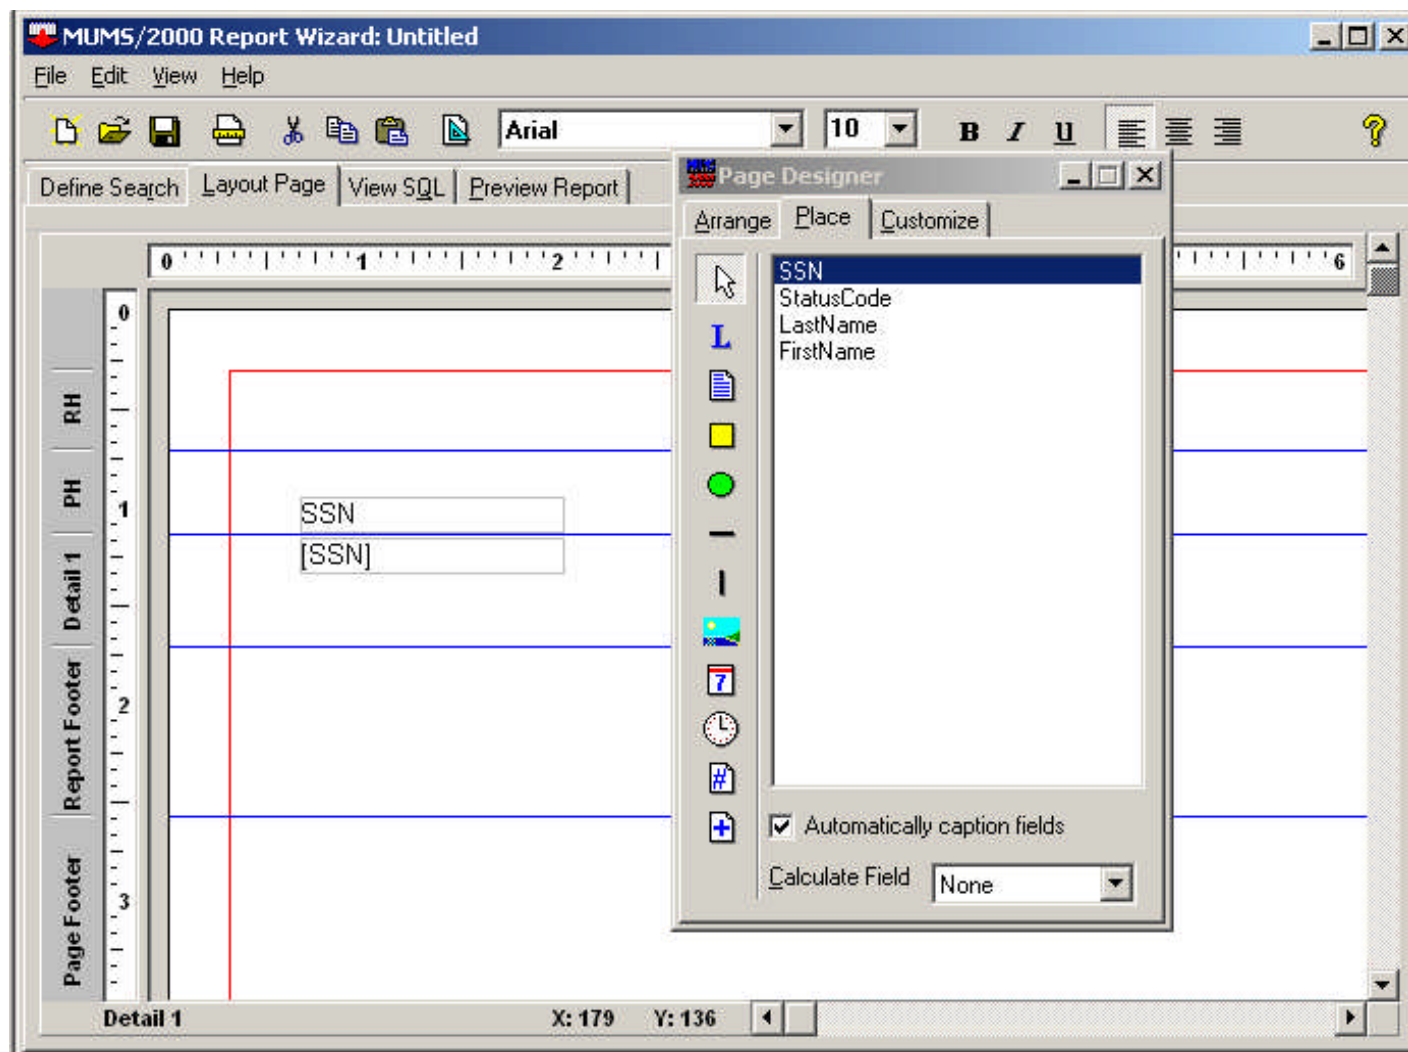 MUMS/2000 Report Wizard: Untitled
File Edit View Help
Arial 10 B I U
Define Search Layout Page View SQL Preview Report
Page Designer
Arrange Place Customize
0 1 2 6
SSN
StatusCode
LastName
FirstName
L
0
RH
PH
1
SSN
[SSN]
Detail 1
Report Footer
2
7
#
Automatically caption fields
Calculate Field None
Page Footer
3
Detail 1 X: 179 Y: 136